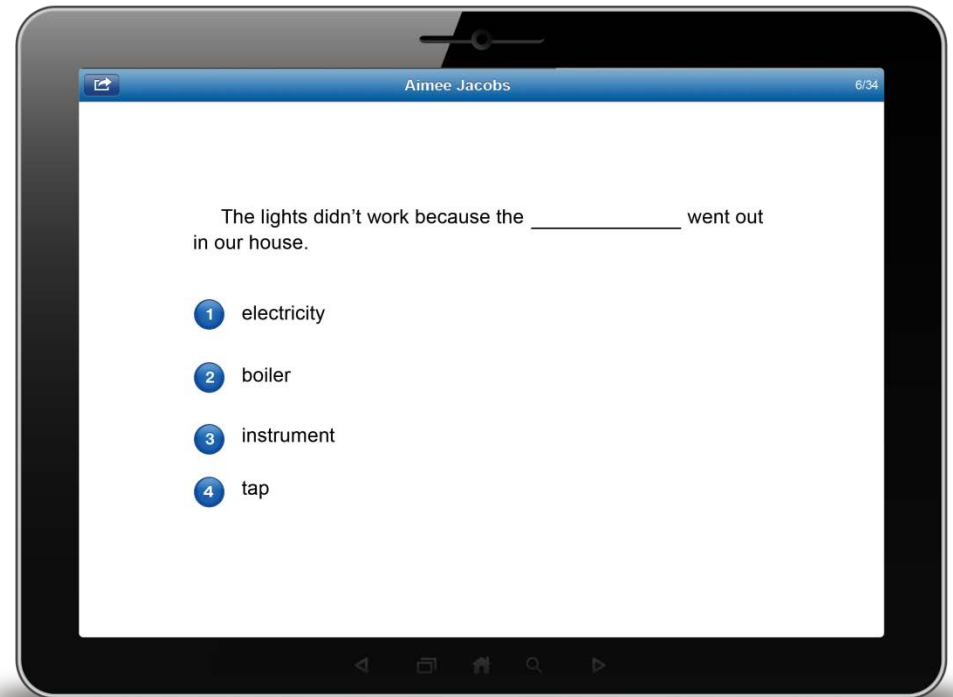 Aimee Jacobs
6/34
The lights didn’t work because the ______________ went out
in our house.
1 electricity
2 boiler
3 instrument
4 tap